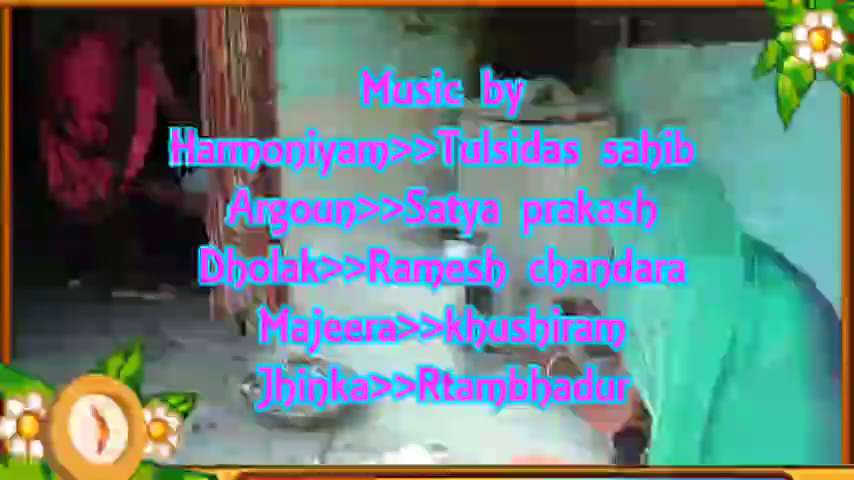 Music by
Harmoniyam>>Tulsidas sahib
Argoun>>Satya prakash
Dholak>>Ramesh chandara
Majeera>>khushiram
Jhinka>>Rtambhadur